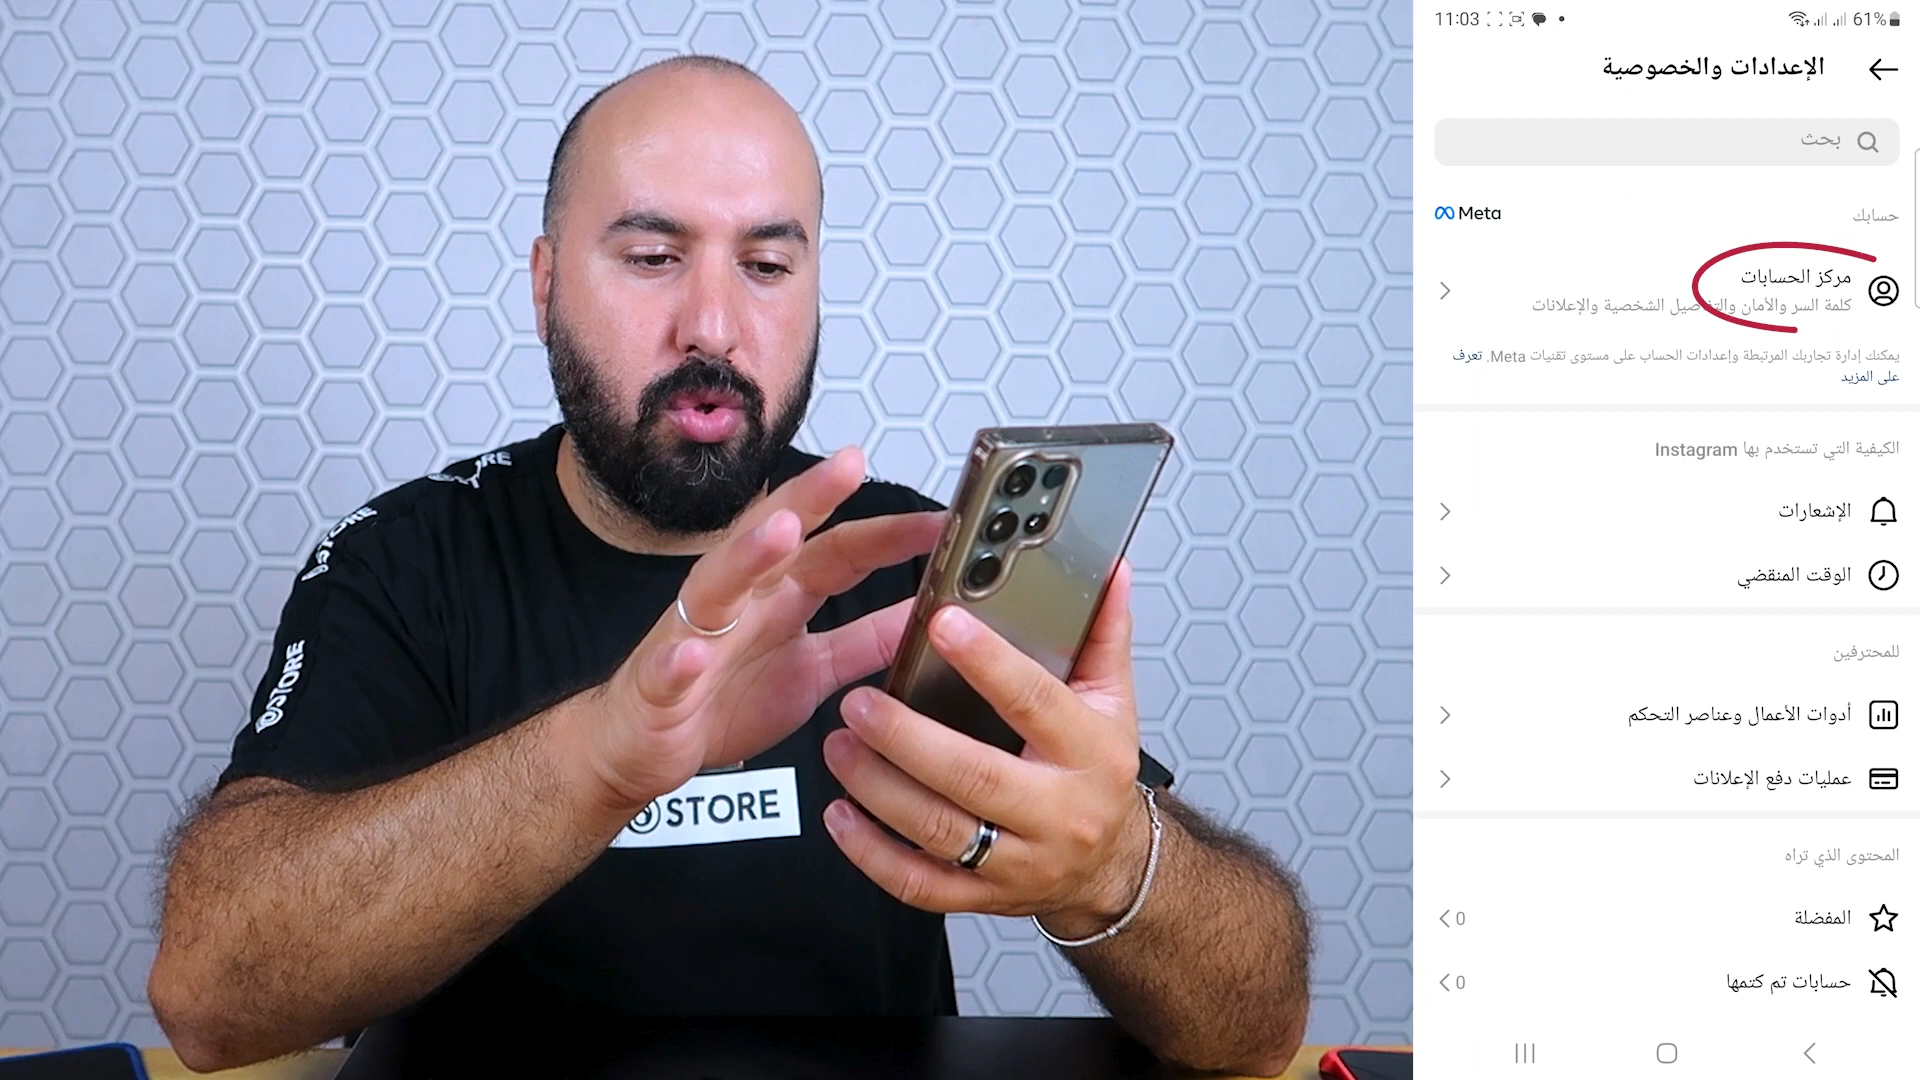 RE
STORE
STORE
STORE
11:03
61%
الإعدادات والخصوصية
بحث
حسابك
Meta
مركز الحسابات
كلمة السر والأمان والتفاصيل الشخصية والإعلانات
يمكنك إدارة تجاربك المرتبطة وإعدادات الحساب على مستوى تقنيات Meta. تعرف
على المزيد
الكيفية التي تستخدم بها Instagram
الإشعارات
الوقت المنقضي
للمحترفين
أدوات الأعمال وعناصر التحكم
عمليات دفع الإعلانات
المحتوى الذي تراه
المفضلة
0
حسابات تم كتمها
0